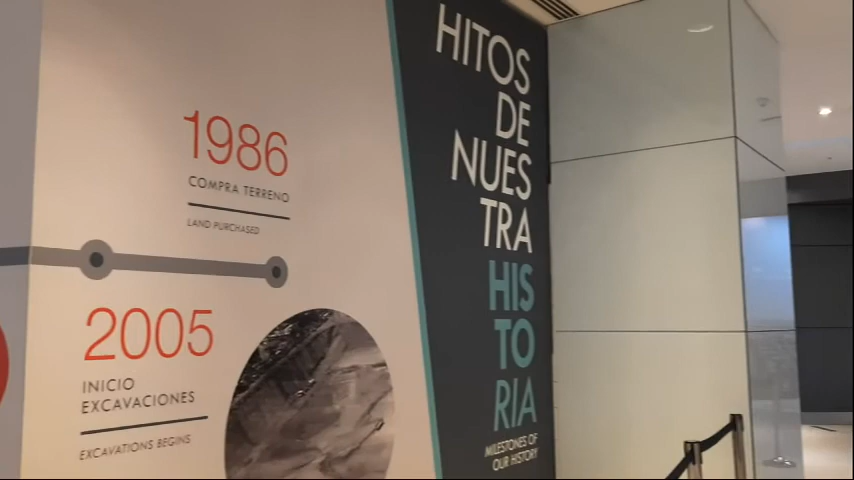 HITOS
DE
NUES
TRA
HIS
TO
RIA
MILESTONES OF
OUR HISTORY
1986
COMPRA TERRENO
LAND PURCHASED
2005
INICIO
EXCAVACIONES
EXCAVATIONS BEGINS